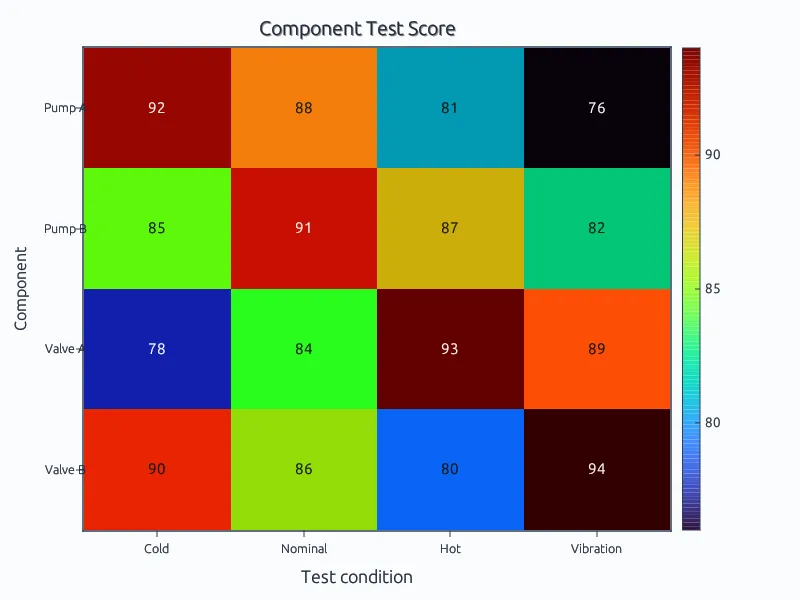 Component Test Score
Component
Pump A 92 88 81 76
Pump B 85 91 87 82
Valve A 78 84 93 89
Valve B 90 86 80 94
Cold Nominal Hot Vibration
Test condition
90
85
80